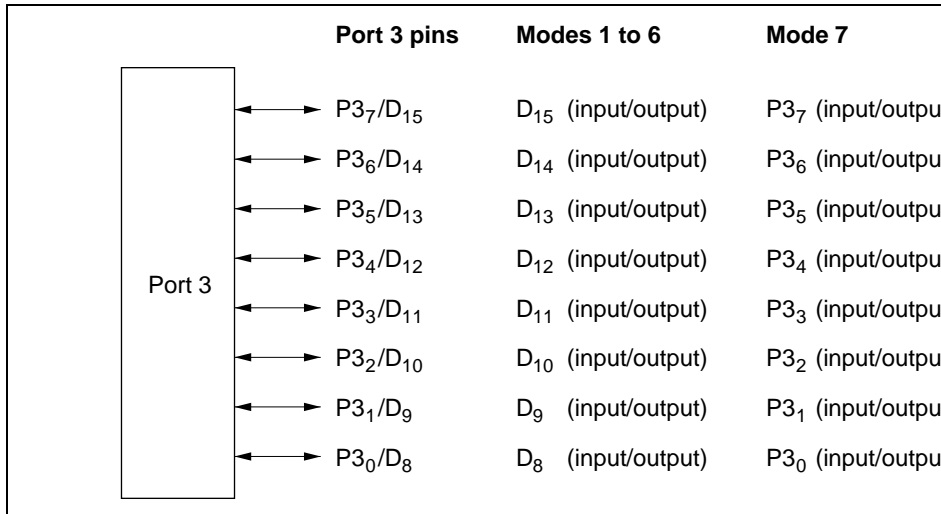 Port 3 pins Modes 1 to 6 Mode 7
P3₇/D₁₅ D₁₅ (input/output) P3₇ (input/outpu
P3₆/D₁₄ D₁₄ (input/output) P3₆ (input/outpu
P3₅/D₁₃ D₁₃ (input/output) P3₅ (input/outpu
P3₄/D₁₂ D₁₂ (input/output) P3₄ (input/outpu
Port 3
P3₃/D₁₁ D₁₁ (input/output) P3₃ (input/outpu
P3₂/D₁₀ D₁₀ (input/output) P3₂ (input/outpu
P3₁/D₉ D₉ (input/output) P3₁ (input/outpu
P3₀/D₈ D₈ (input/output) P3₀ (input/outpu